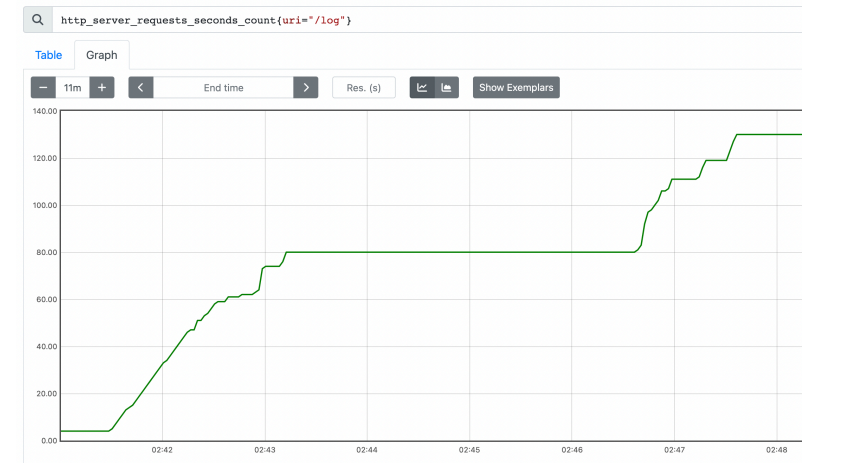 http_server_requests_seconds_count{uri="/log"}
Table Graph
− 11m + < End time > Res. (s) Show Exemplars
140.00
120.00
100.00
80.00
60.00
40.00
20.00
0.00
02:42 02:43 02:44 02:45 02:46 02:47 02:48